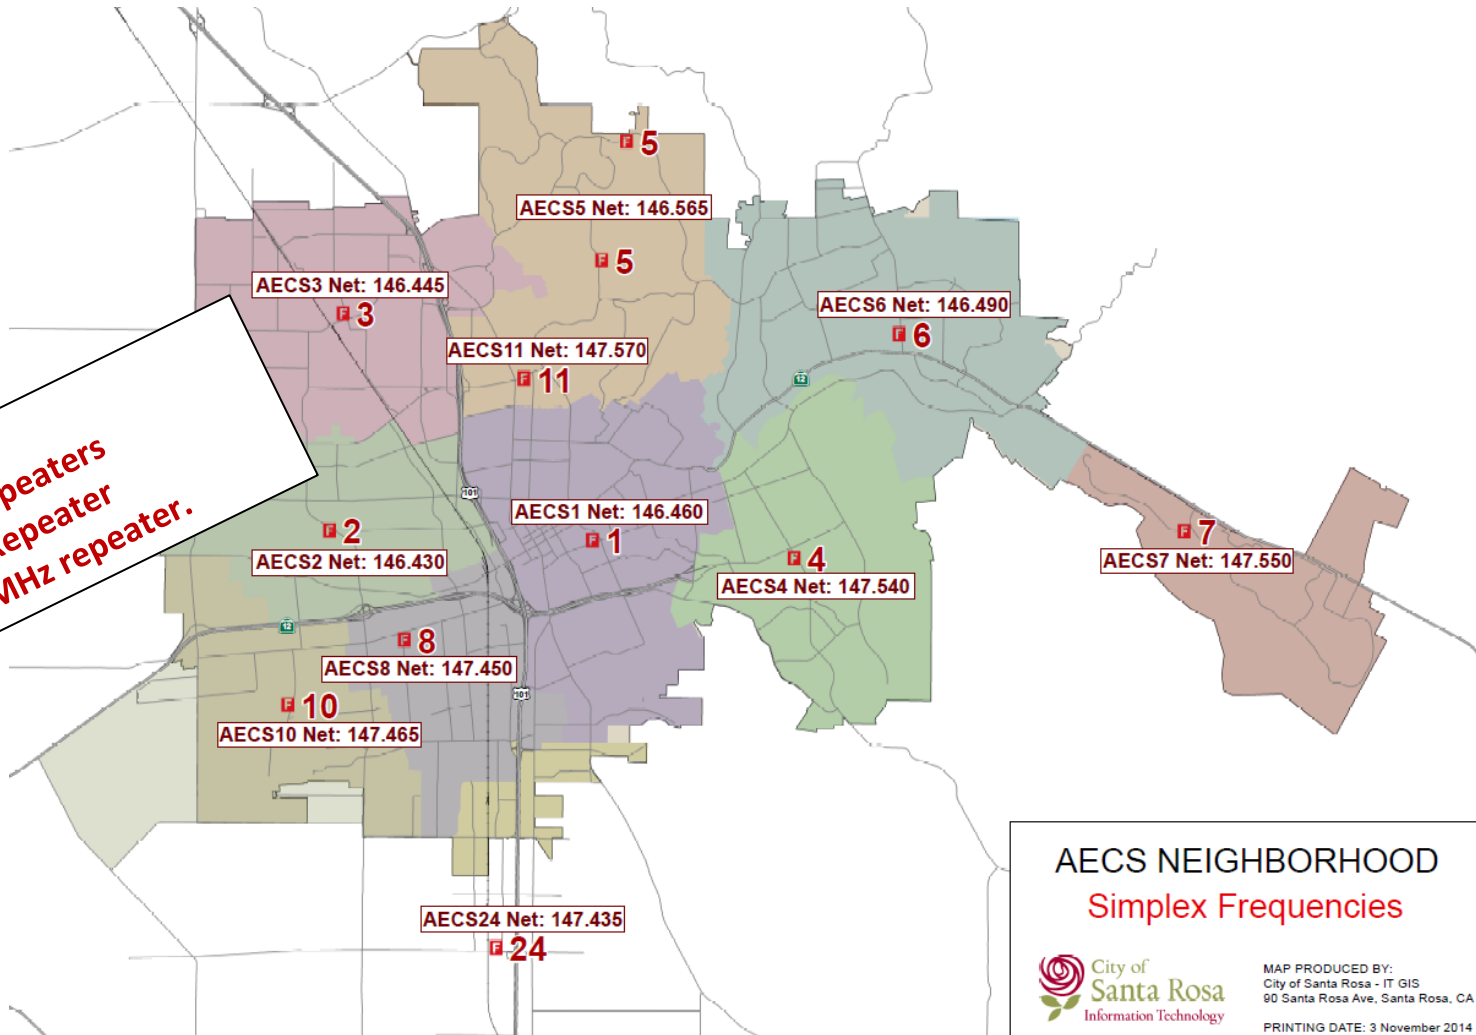 5
AECS5 Net: 146.565
5
AECS3 Net: 146.445
3
AECS6 Net: 146.490
6
AECS11 Net: 147.570
11
12
peaters
epeater
MHz repeater.
101
AECS1 Net: 146.460
1
2
AECS2 Net: 146.430
4
AECS4 Net: 147.540
7
AECS7 Net: 147.550
12
8
AECS8 Net: 147.450
101
10
AECS10 Net: 147.465
AECS24 Net: 147.435
24
AECS NEIGHBORHOOD
Simplex Frequencies
City of
Santa Rosa
Information Technology
MAP PRODUCED BY:
City of Santa Rosa - IT GIS
90 Santa Rosa Ave, Santa Rosa, CA
PRINTING DATE: 3 November 2014